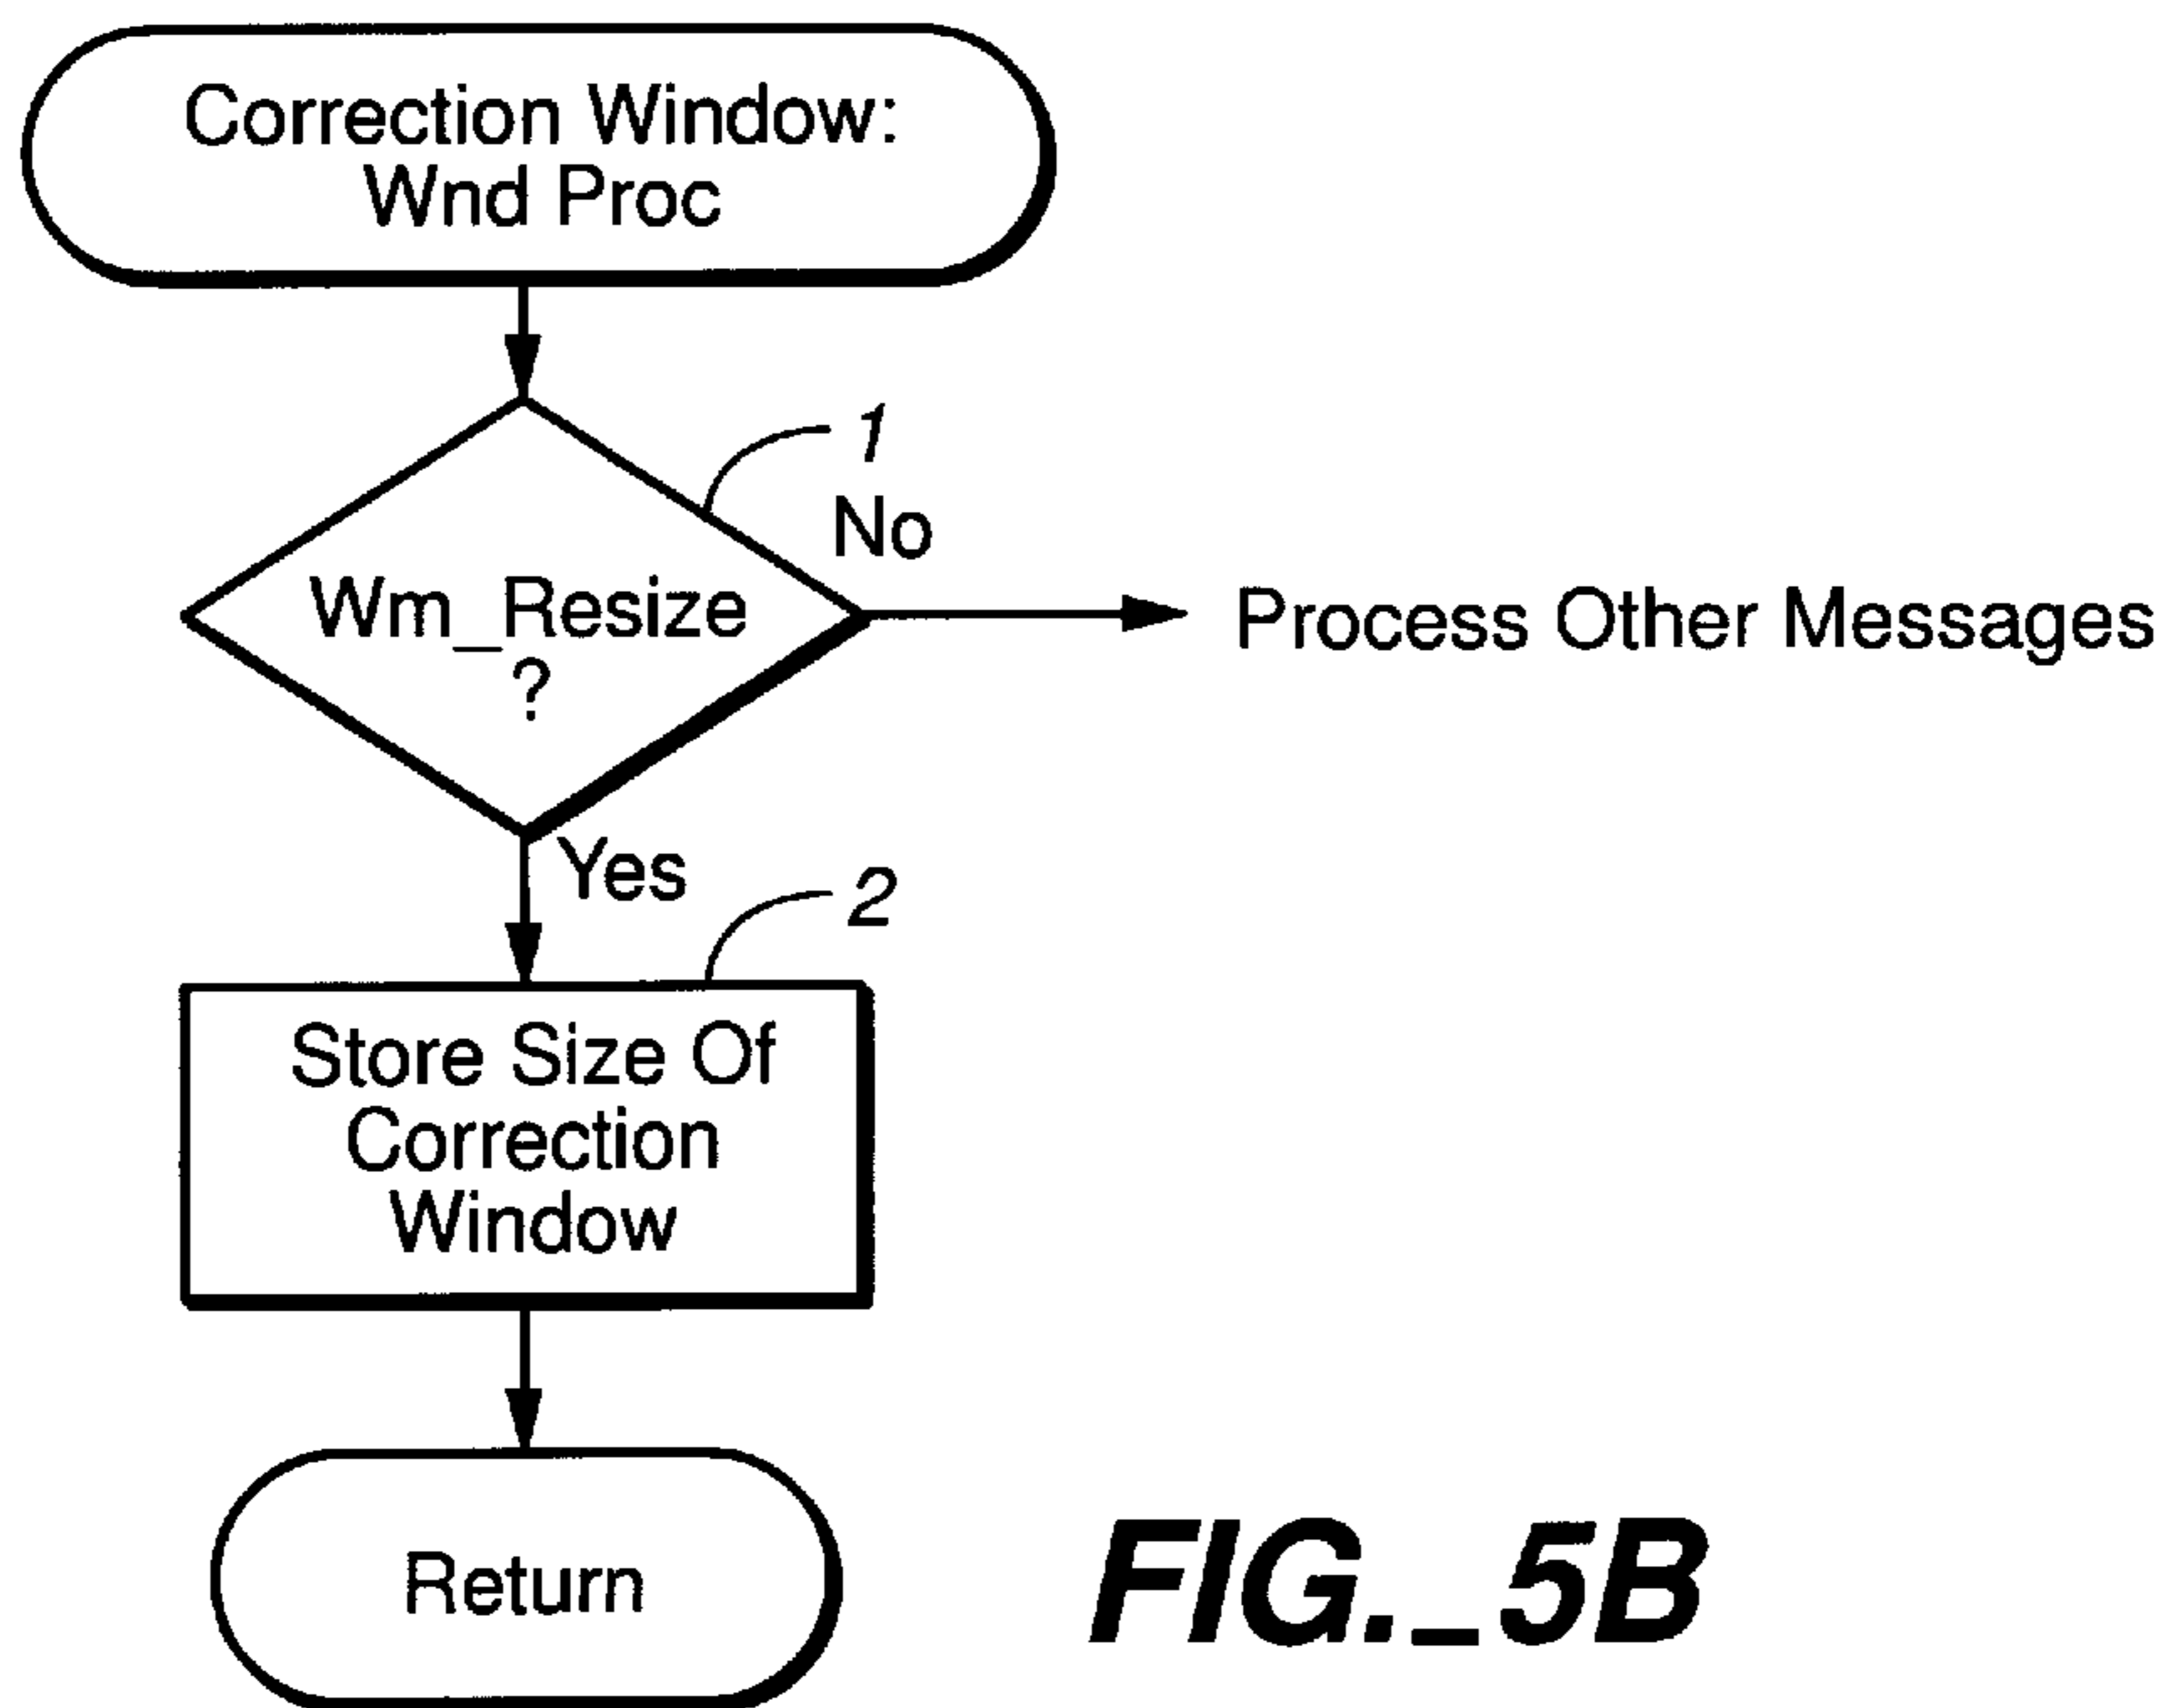 Correction Window:
Wnd Proc
1
No
Wm_Resize
?
Process Other Messages
Yes
2
Store Size Of
Correction
Window
Return
FIG._5B